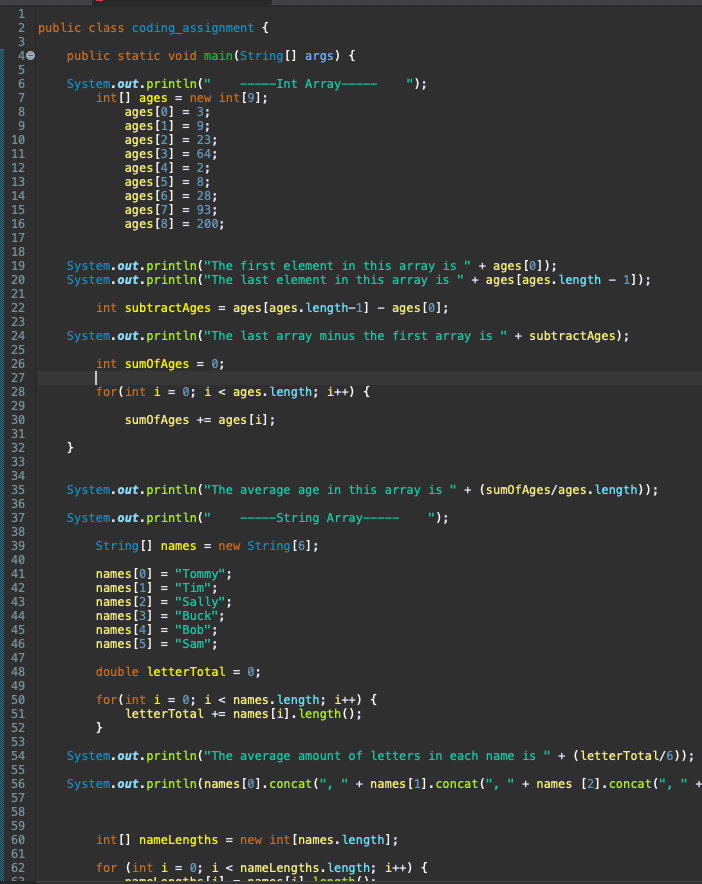 1
2 public class coding_assignment {
3
4 public static void main(String[] args) {
5
6 System.out.println("    -----Int Array-----    ");
7 int[] ages = new int[9];
8 ages[0] = 3;
9 ages[1] = 9;
10 ages[2] = 23;
11 ages[3] = 64;
12 ages[4] = 2;
13 ages[5] = 8;
14 ages[6] = 28;
15 ages[7] = 93;
16 ages[8] = 200;
17
18
19 System.out.println("The first element in this array is " + ages[0]);
20 System.out.println("The last element in this array is " + ages[ages.length - 1]);
21
22 int subtractAges = ages[ages.length-1] - ages[0];
23
24 System.out.println("The last array minus the first array is " + subtractAges);
25
26 int sumOfAges = 0;
27
28 for(int i = 0; i < ages.length; i++) {
29
30 sumOfAges += ages[i];
31
32 }
33
34
35 System.out.println("The average age in this array is " + (sumOfAges/ages.length));
36
37 System.out.println("    -----String Array-----    ");
38
39 String[] names = new String[6];
40
41 names[0] = "Tommy";
42 names[1] = "Tim";
43 names[2] = "Sally";
44 names[3] = "Buck";
45 names[4] = "Bob";
46 names[5] = "Sam";
47
48 double letterTotal = 0;
49
50 for(int i = 0; i < names.length; i++) {
51 letterTotal += names[i].length();
52 }
53
54 System.out.println("The average amount of letters in each name is " + (letterTotal/6));
55
56 System.out.println(names[0].concat(", " + names[1].concat(", " + names [2].concat(", " +
57
58
59
60 int[] nameLengths = new int[names.length];
61
62 for (int i = 0; i < nameLengths.length; i++) {
63 nameLengths[i] = names[i].length();